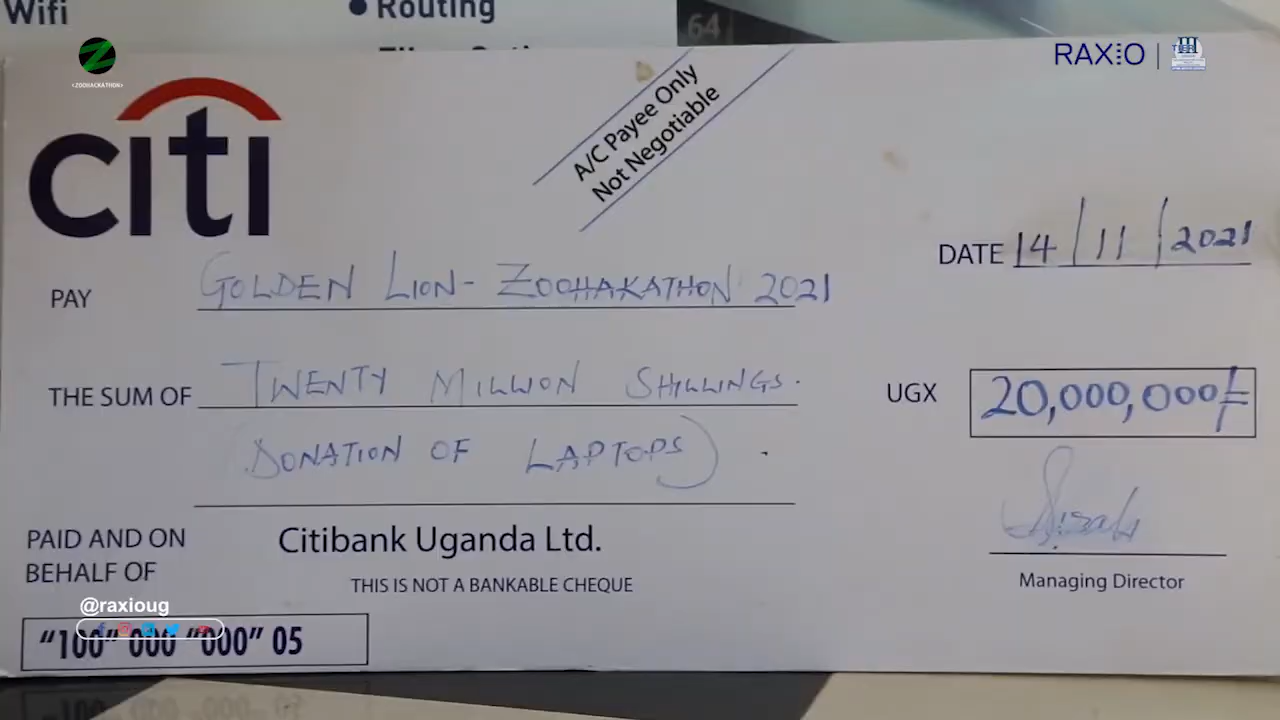 Wifi
• Routing
64
Z
<ZOOHACKATHON>
RAXIO
citi
A/C Payee Only
Not Negotiable
DATE 14/11/2021
PAY GOLDEN LION - ZOOHAKATHON 2021
THE SUM OF TWENTY MILLION SHILLINGS.
UGX 20,000,000/=
(DONATION OF LAPTOPS).
PAID AND ON
BEHALF OF
Citibank Uganda Ltd.
THIS IS NOT A BANKABLE CHEQUE
Managing Director
@raxioug
"100" 000 "000" 05